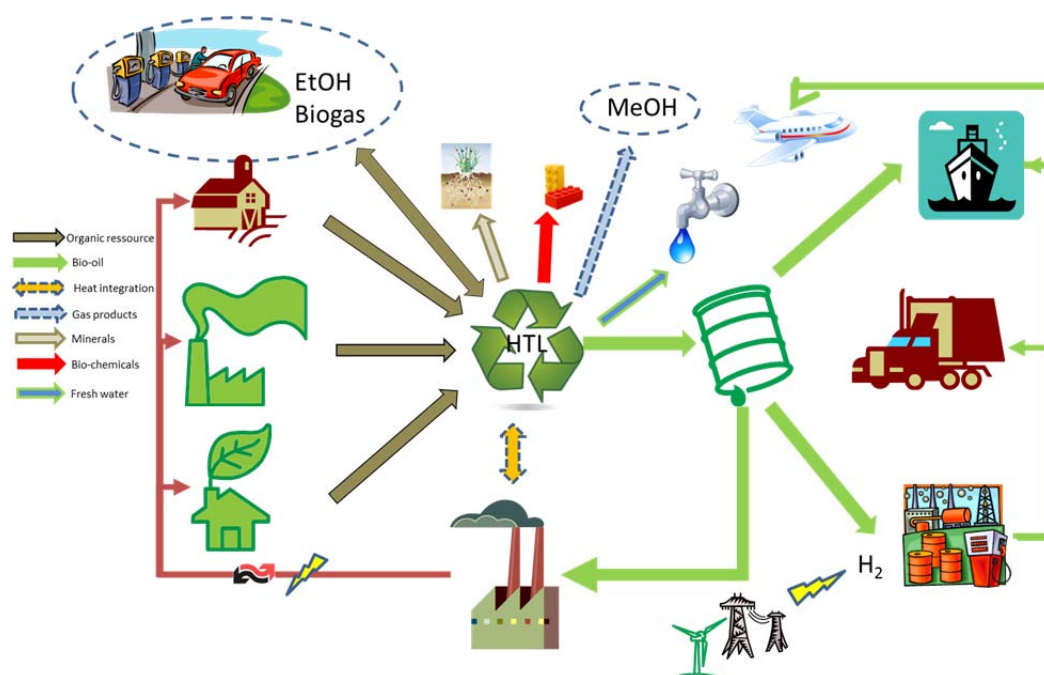 EtOH
Biogas
MeOH
Organic ressource
Bio-oil
Heat integration
Gas products
Minerals
Bio-chemicals
Fresh water
HTL
H₂